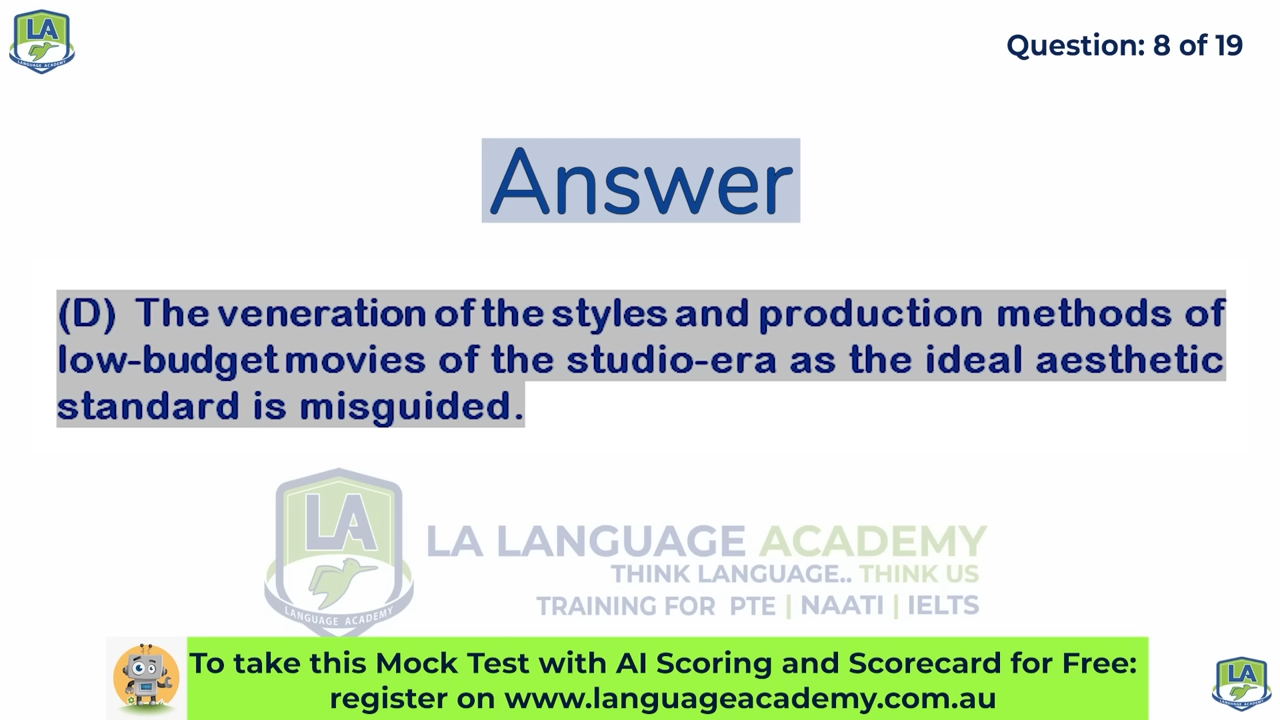 LA
LANGUAGE ACADEMY
Question: 8 of 19
Answer
(D) The veneration of the styles and production methods of
low-budget movies of the studio-era as the ideal aesthetic
standard is misguided.
LA
LANGUAGE ACADEMY
LA LANGUAGE ACADEMY
THINK LANGUAGE.. THINK US
TRAINING FOR PTE | NAATI | IELTS
To take this Mock Test with AI Scoring and Scorecard for Free:
register on www.languageacademy.com.au
LA
LANGUAGE ACADEMY